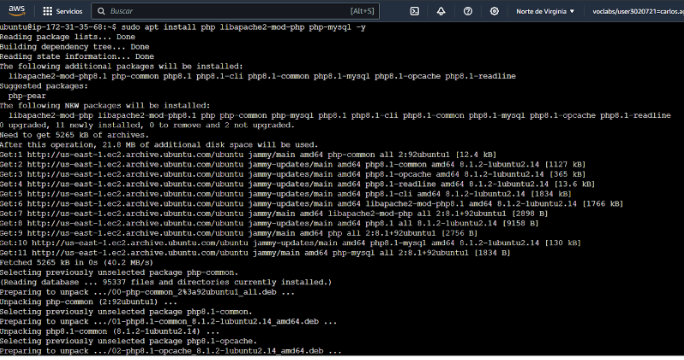 aws
Servicios
Buscar
[Alt+S]
Norte de Virginia
voclabs/user3020721=carlos.a
ubuntu@ip-172-31-35-68:~$ sudo apt install php libapache2-mod-php php-mysql -y
Reading package lists... Done
Building dependency tree... Done
Reading state information... Done
The following additional packages will be installed:
libapache2-mod-php8.1 php-common php8.1 php8.1-cli php8.1-common php8.1-mysql php8.1-opcache php8.1-readline
Suggested packages:
php-pear
The following NEW packages will be installed:
libapache2-mod-php libapache2-mod-php8.1 php php-common php-mysql php8.1 php8.1-cli php8.1-common php8.1-mysql php8.1-opcache php8.1-readline
0 upgraded, 11 newly installed, 0 to remove and 2 not upgraded.
Need to get 5265 kB of archives.
After this operation, 21.8 MB of additional disk space will be used.
Get:1 http://us-east-1.ec2.archive.ubuntu.com/ubuntu jammy/main amd64 php-common all 2:92ubuntu1 [12.4 kB]
Get:2 http://us-east-1.ec2.archive.ubuntu.com/ubuntu jammy-updates/main amd64 php8.1-common amd64 8.1.2-1ubuntu2.14 [1127 kB]
Get:3 http://us-east-1.ec2.archive.ubuntu.com/ubuntu jammy-updates/main amd64 php8.1-opcache amd64 8.1.2-1ubuntu2.14 [365 kB]
Get:4 http://us-east-1.ec2.archive.ubuntu.com/ubuntu jammy-updates/main amd64 php8.1-readline amd64 8.1.2-1ubuntu2.14 [13.6 kB]
Get:5 http://us-east-1.ec2.archive.ubuntu.com/ubuntu jammy-updates/main amd64 php8.1-cli amd64 8.1.2-1ubuntu2.14 [1834 kB]
Get:6 http://us-east-1.ec2.archive.ubuntu.com/ubuntu jammy-updates/main amd64 libapache2-mod-php8.1 amd64 8.1.2-1ubuntu2.14 [1766 kB]
Get:7 http://us-east-1.ec2.archive.ubuntu.com/ubuntu jammy/main amd64 libapache2-mod-php all 2:8.1+92ubuntu1 [2898 B]
Get:8 http://us-east-1.ec2.archive.ubuntu.com/ubuntu jammy-updates/main amd64 php8.1 all 8.1.2-1ubuntu2.14 [9158 B]
Get:9 http://us-east-1.ec2.archive.ubuntu.com/ubuntu jammy/main amd64 php all 2:8.1+92ubuntu1 [2756 B]
Get:10 http://us-east-1.ec2.archive.ubuntu.com/ubuntu jammy-updates/main amd64 php8.1-mysql amd64 8.1.2-1ubuntu2.14 [130 kB]
Get:11 http://us-east-1.ec2.archive.ubuntu.com/ubuntu jammy/main amd64 php-mysql all 2:8.1+92ubuntu1 [1834 B]
Fetched 5265 kB in 0s (40.2 MB/s)
Selecting previously unselected package php-common.
(Reading database ... 95337 files and directories currently installed.)
Preparing to unpack .../00-php-common_2%3a92ubuntu1_all.deb ...
Unpacking php-common (2:92ubuntu1) ...
Selecting previously unselected package php8.1-common.
Preparing to unpack .../01-php8.1-common_8.1.2-1ubuntu2.14_amd64.deb ...
Unpacking php8.1-common (8.1.2-1ubuntu2.14) ...
Selecting previously unselected package php8.1-opcache.
Preparing to unpack .../02-php8.1-opcache_8.1.2-1ubuntu2.14_amd64.deb ...